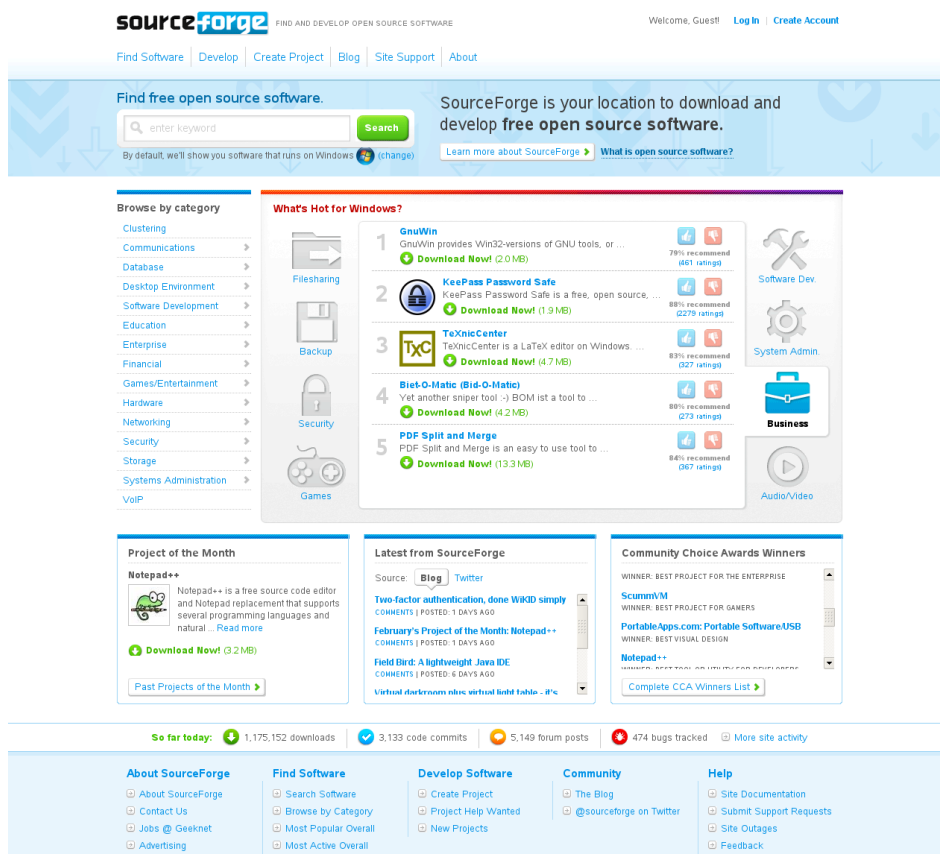 sourceforge FIND AND DEVELOP OPEN SOURCE SOFTWARE
Welcome, Guest! Log In Create Account
Find Software Develop Create Project Blog Site Support About
Find free open source software.
enter keyword Search
By default, we'll show you software that runs on Windows (change)
SourceForge is your location to download and
develop free open source software.
Learn more about SourceForge What is open source software?
Browse by category
Clustering
Communications
Database
Desktop Environment
Software Development
Education
Enterprise
Financial
Games/Entertainment
Hardware
Networking
Security
Storage
Systems Administration
VoIP
What's Hot for Windows?
Filesharing
Backup
Security
Games
1 GnuWin
GnuWin provides Win32-versions of GNU tools, or ...
Download Now! (2.0 MB)
79% recommend
(461 ratings)
2 KeePass Password Safe
KeePass Password Safe is a free, open source, ...
Download Now! (1.9 MB)
88% recommend
(2279 ratings)
3 TXC TeXnicCenter
TeXnicCenter is a LaTeX editor on Windows. ...
Download Now! (4.7 MB)
83% recommend
(327 ratings)
4 Biet-O-Matic (Bid-O-Matic)
Yet another sniper tool :-) BOM ist a tool to ...
Download Now! (4.2 MB)
89% recommend
(273 ratings)
5 PDF Split and Merge
PDF Split and Merge is an easy to use tool to ...
Download Now! (13.3 MB)
84% recommend
(367 ratings)
Software Dev.
System Admin.
Business
Audio/Video
Project of the Month
Notepad++
Notepad++ is a free source code editor
and Notepad replacement that supports
several programming languages and
natural ... Read more
Download Now! (3.2 MB)
Past Projects of the Month
Latest from SourceForge
Source: Blog Twitter
Two-factor authentication, done WiKID simply
COMMENTS | POSTED: 1 DAYS AGO
February's Project of the Month: Notepad++
COMMENTS | POSTED: 1 DAYS AGO
Field Bird: A lightweight Java IDE
COMMENTS | POSTED: 6 DAYS AGO
Virtual darkroom plus virtual light table - it's
Community Choice Awards Winners
WINNER: BEST PROJECT FOR THE ENTERPRISE
ScummVM
WINNER: BEST PROJECT FOR GAMERS
PortableApps.com: Portable Software/USB
WINNER: BEST VISUAL DESIGN
Notepad++
WINNER: BEST TOOL OR UTILITY FOR DEVELOPERS
Complete CCA Winners List
So far today: 1,175,152 downloads 3,133 code commits 5,149 forum posts 474 bugs tracked More site activity
About SourceForge
About SourceForge
Contact Us
Jobs @ Geeknet
Advertising
Find Software
Search Software
Browse by Category
Most Popular Overall
Most Active Overall
Develop Software
Create Project
Project Help Wanted
New Projects
Community
The Blog
@sourceforge on Twitter
Help
Site Documentation
Submit Support Requests
Site Outages
Feedback